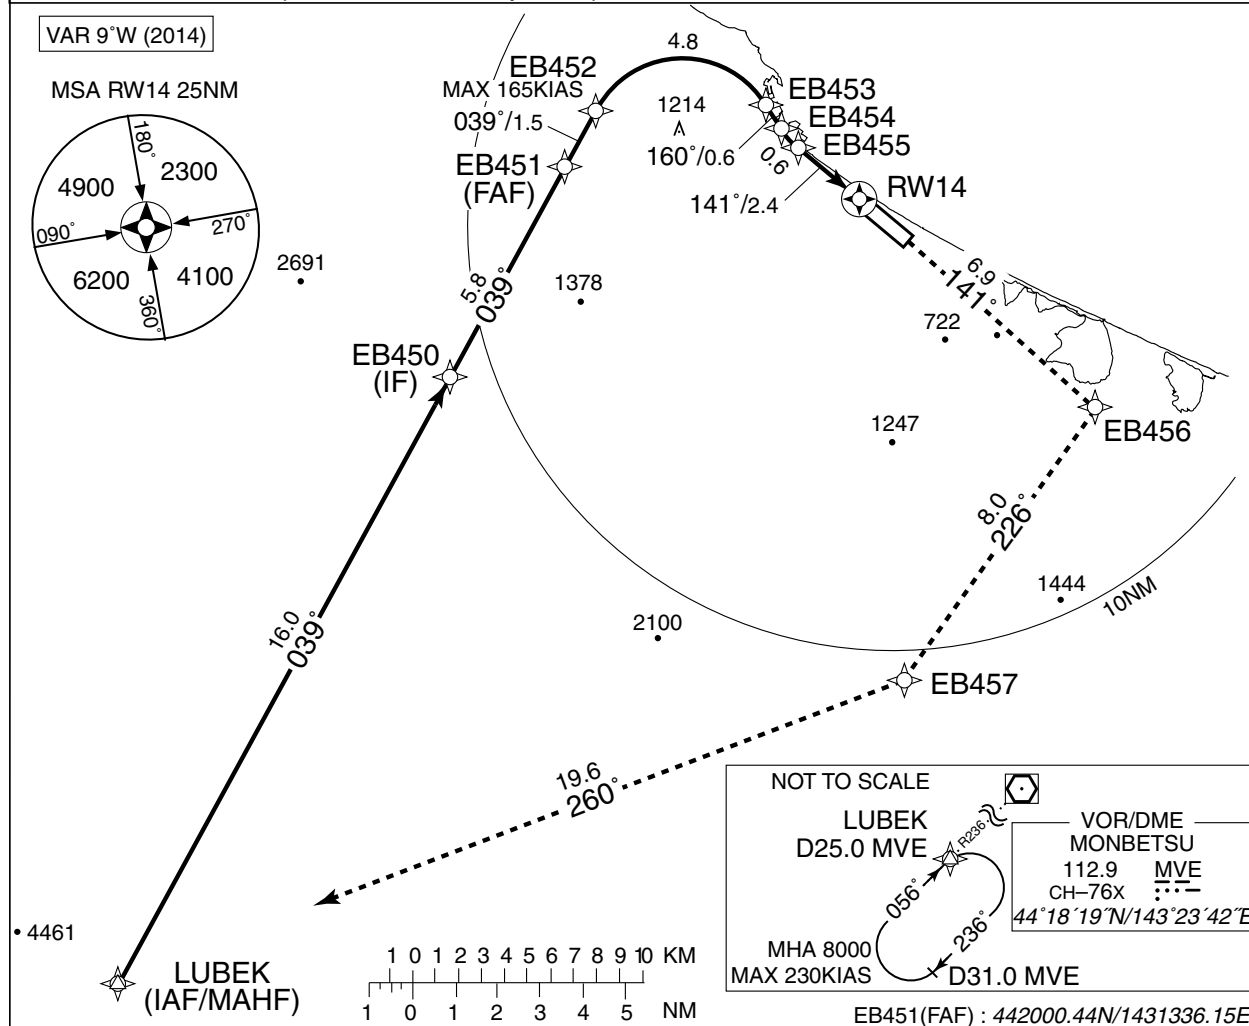 VAR 9°W (2014)
MSA RW14 25NM
180°
4900
2300
090°
270°
6200
4100
360°
2691
4.8
EB452
MAX 165KIAS
039°/1.5
EB451
(FAF)
1214
EB453
EB454
160°/0.6
EB455
0.6
RW14
141°/2.4
1378
5.8
039°
6.9
141°
722
EB450
(IF)
1247
EB456
8.0
226°
16.0
039°
2100
1444
10NM
EB457
19.6
260°
4461
LUBEK
(IAF/MAHF)
1 0 1 2 3 4 5 6 7 8 9 10 KM
1 0 1 2 3 4 5 NM
NOT TO SCALE
LUBEK
D25.0 MVE
R236
056°
236°
MHA 8000
MAX 230KIAS
D31.0 MVE
VOR/DME
MONBETSU
112.9 MVE
CH–76X
44°18´19˝N/143°23´42˝E
EB451(FAF) : 442000.44N/1431336.15E